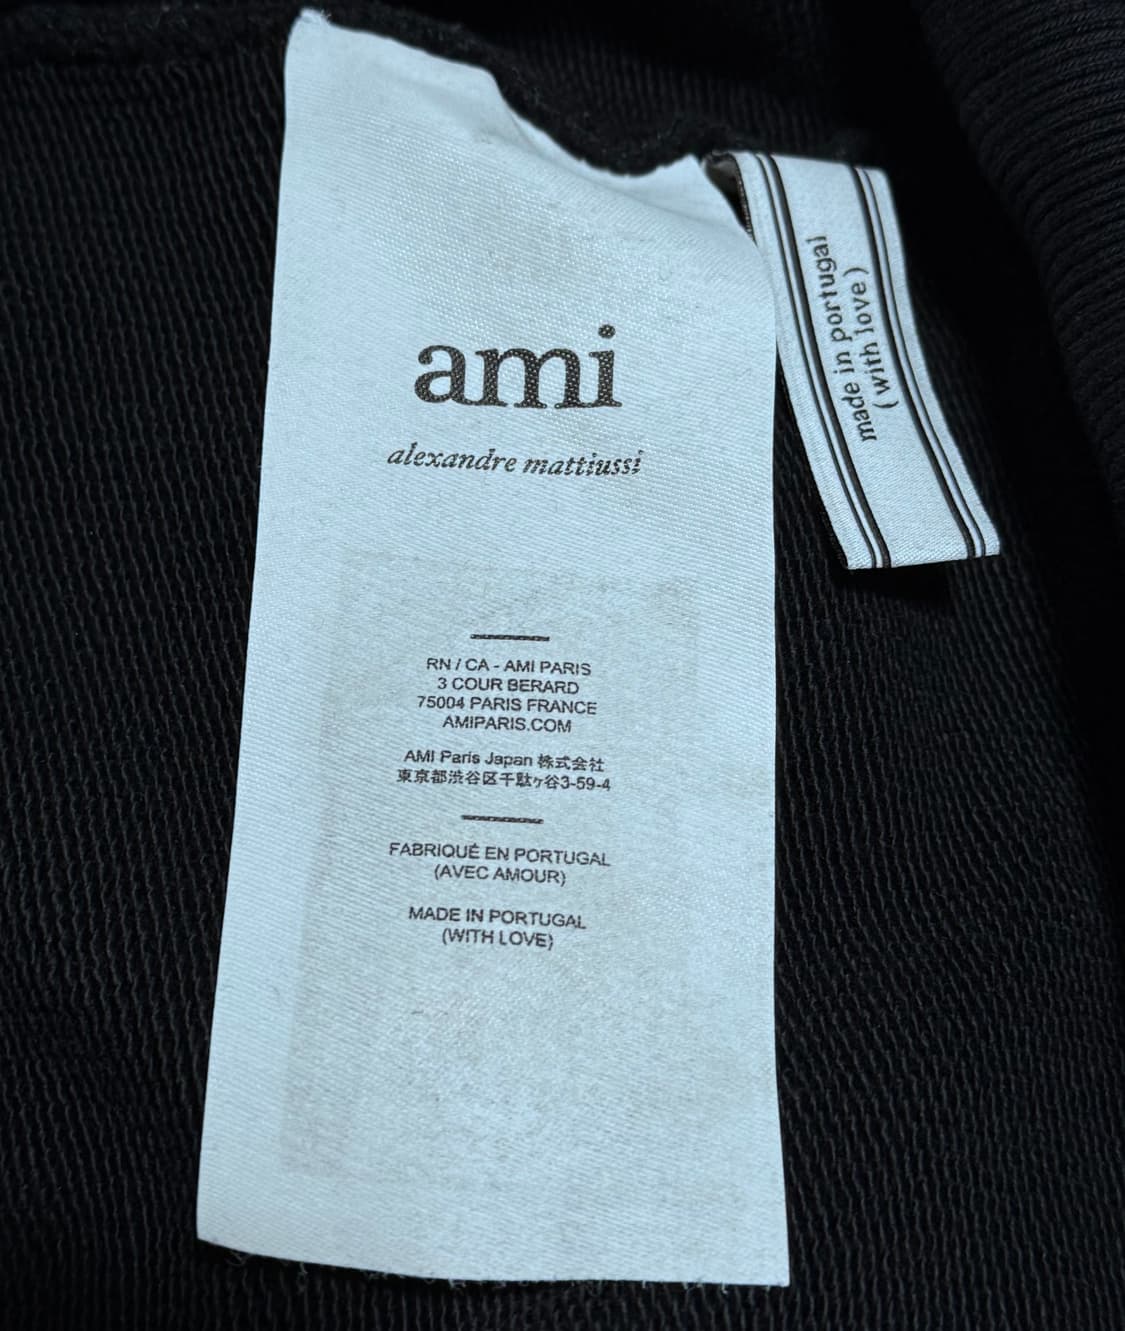 ami
alexandre mattiussi
RN / CA - AMI PARIS
3 COUR BERARD
75004 PARIS FRANCE
AMIPARIS.COM
AMI Paris Japan 株式会社
東京都渋谷区千駄ヶ谷3-59-4
FABRIQUÉ EN PORTUGAL
(AVEC AMOUR)
MADE IN PORTUGAL
(WITH LOVE)
made in portugal
(with love)